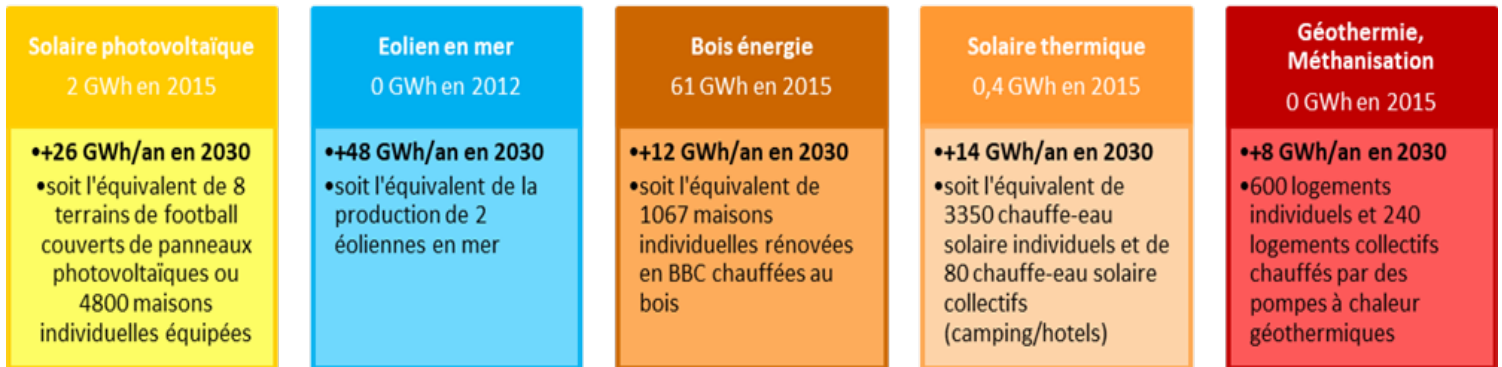 Solaire photovoltaïque
2 GWh en 2015
•+26 GWh/an en 2030
•soit l'équivalent de 8
terrains de football
couverts de panneaux
photovoltaïques ou
4800 maisons
individuelles équipées
Eolien en mer
0 GWh en 2012
•+48 GWh/an en 2030
•soit l'équivalent de la
production de 2
éoliennes en mer
Bois énergie
61 GWh en 2015
•+12 GWh/an en 2030
•soit l'équivalent de
1067 maisons
individuelles rénovées
en BBC chauffées au
bois
Solaire thermique
0,4 GWh en 2015
•+14 GWh/an en 2030
•soit l'équivalent de
3350 chauffe-eau
solaire individuels et de
80 chauffe-eau solaire
collectifs
(camping/hotels)
Géothermie,
Méthanisation
0 GWh en 2015
•+8 GWh/an en 2030
•600 logements
individuels et 240
logements collectifs
chauffés par des
pompes à chaleur
géothermiques